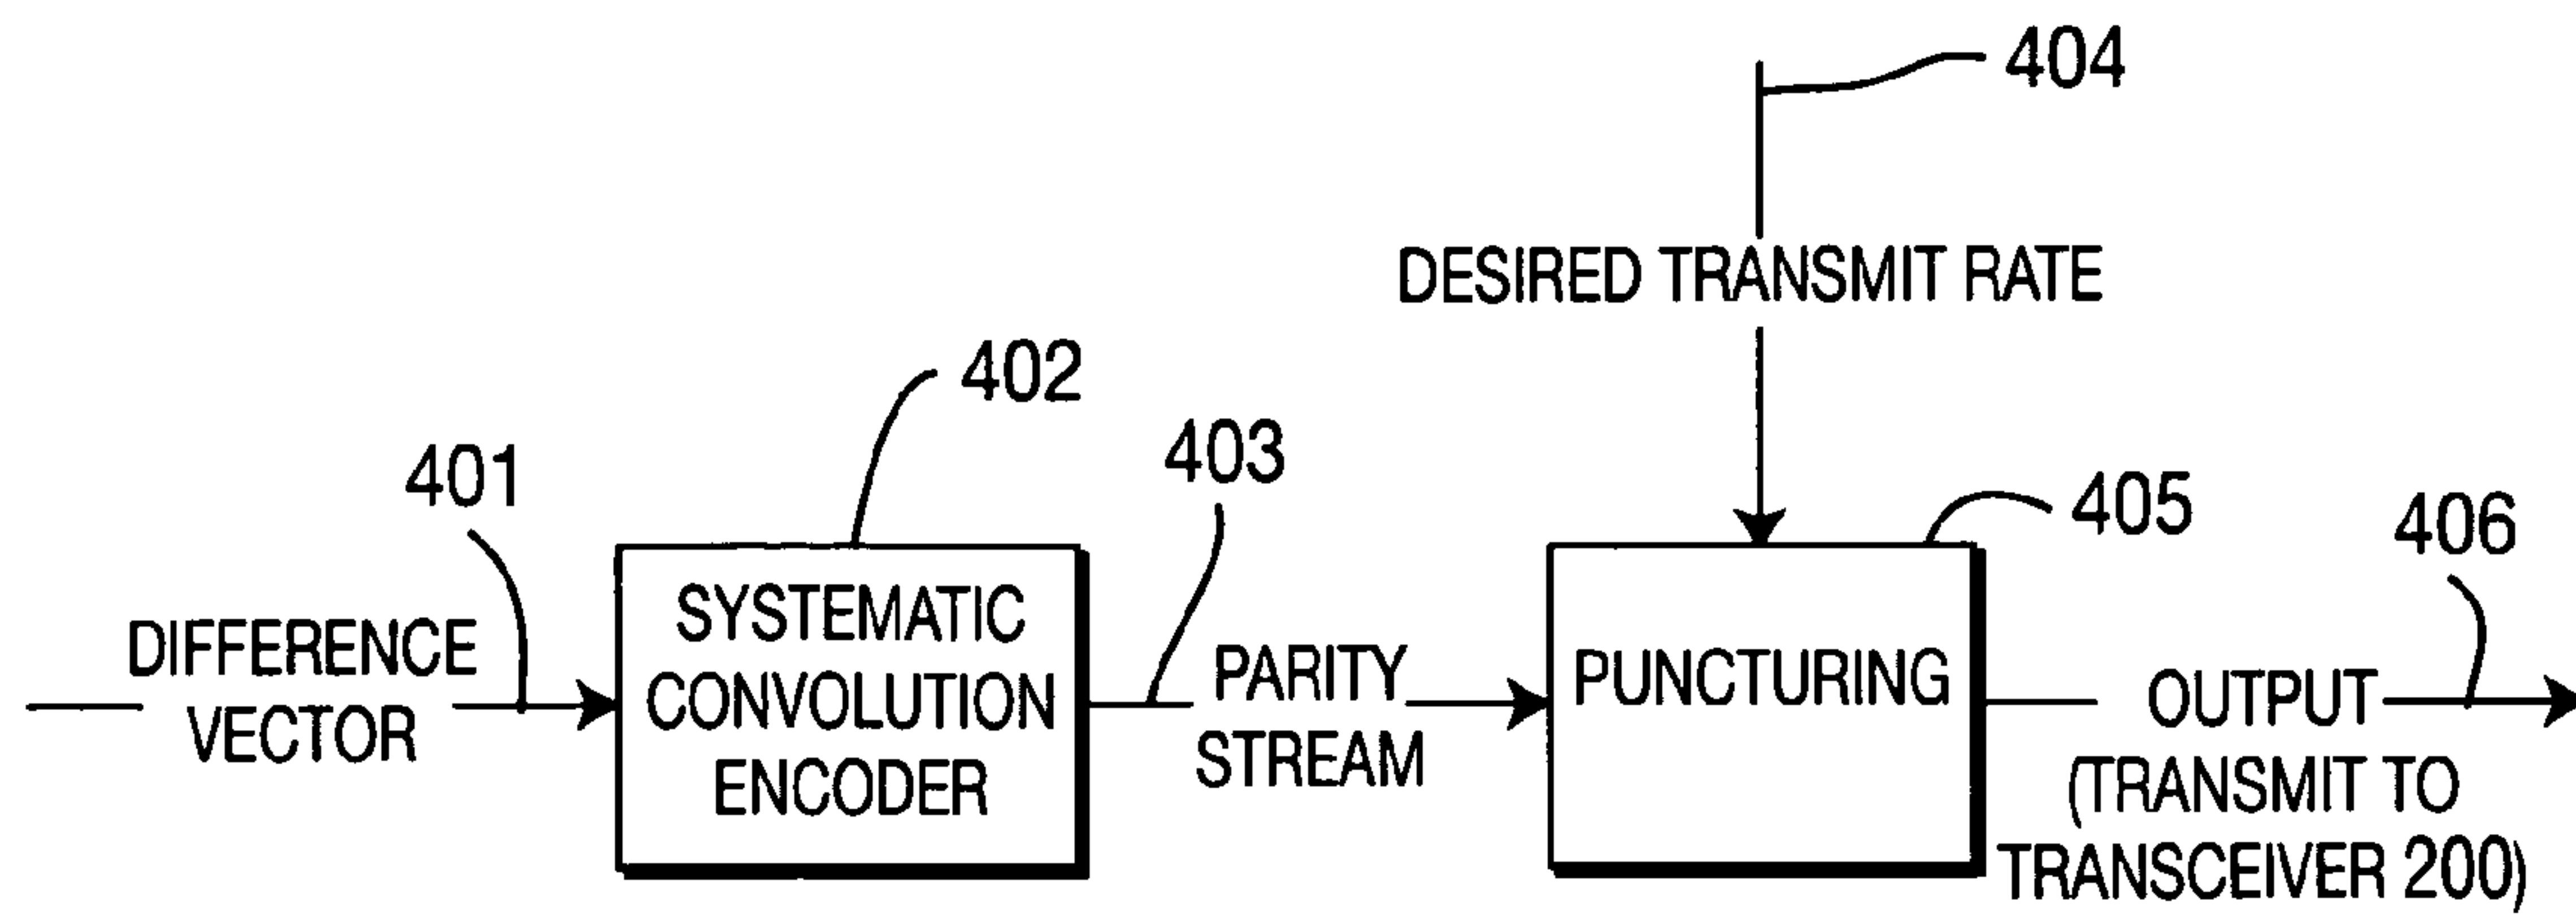 404
DESIRED TRANSMIT RATE
402
401
403
405
406
DIFFERENCE
VECTOR
SYSTEMATIC
CONVOLUTION
ENCODER
PARITY
STREAM
PUNCTURING
OUTPUT
(TRANSMIT TO
TRANSCEIVER 200)